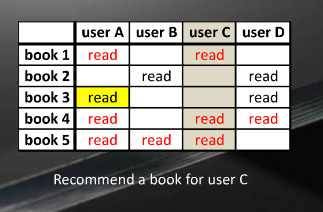 user A user B user C user D
book 1 read read
book 2 read read
book 3 read read
book 4 read read read
book 5 read read read
Recommend a book for user C